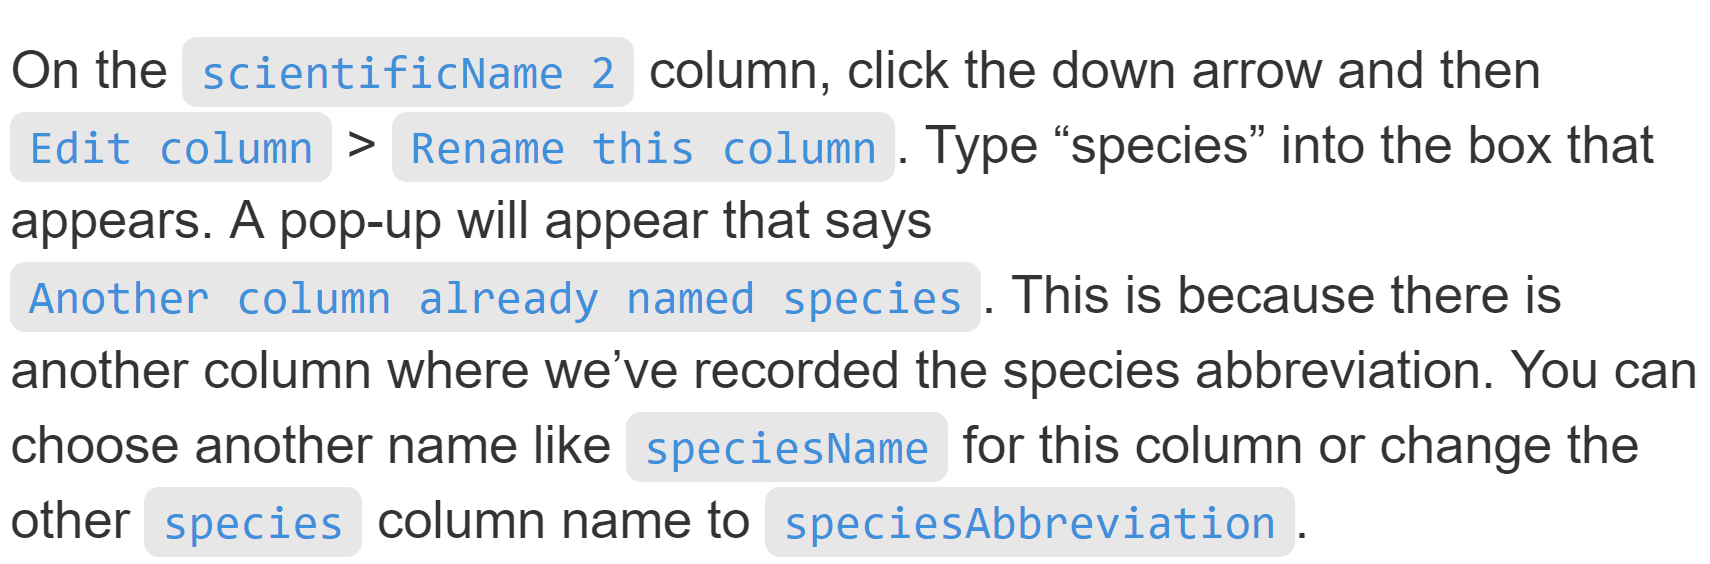 On the scientificName 2 column, click the down arrow and then
Edit column > Rename this column. Type “species” into the box that
appears. A pop-up will appear that says
Another column already named species. This is because there is
another column where we’ve recorded the species abbreviation. You can
choose another name like speciesName for this column or change the
other species column name to speciesAbbreviation.